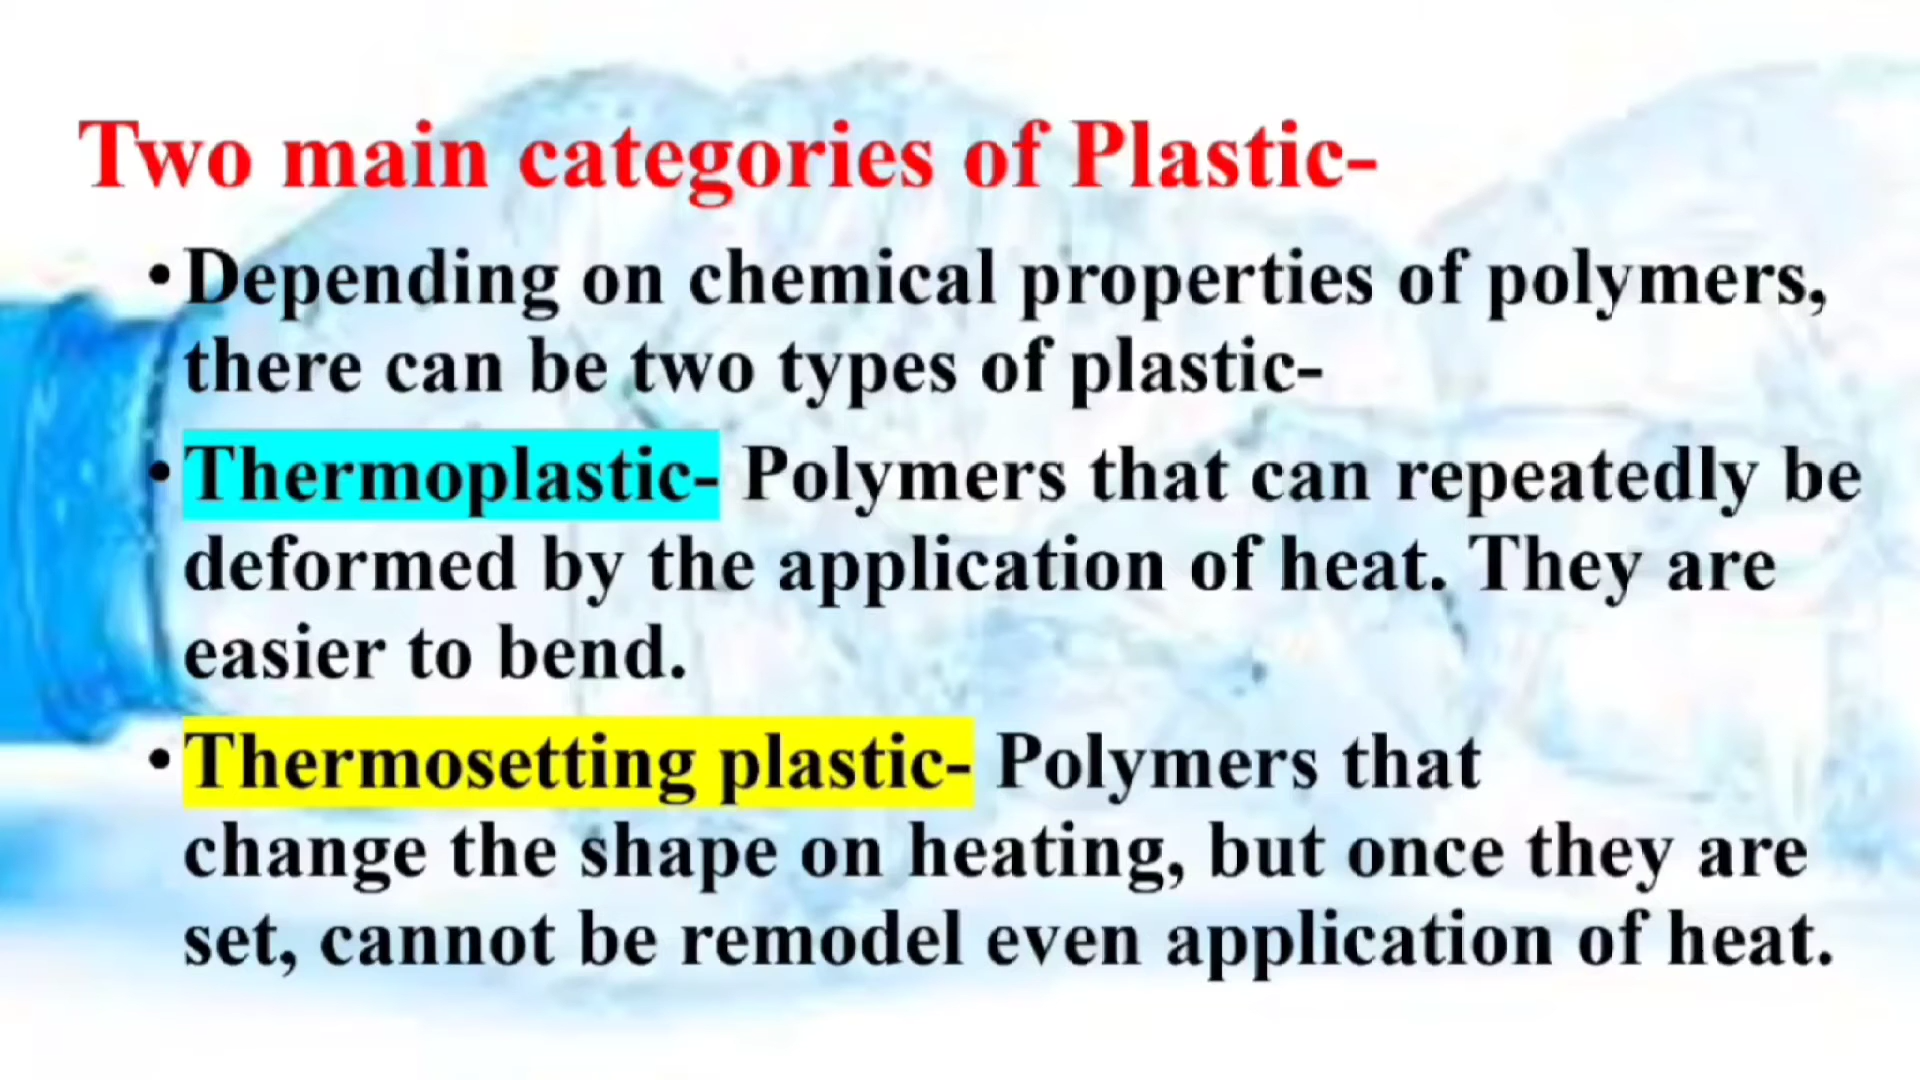 Two main categories of Plastic-
• Depending on chemical properties of polymers,
there can be two types of plastic-
• Thermoplastic- Polymers that can repeatedly be
deformed by the application of heat. They are
easier to bend.
• Thermosetting plastic- Polymers that
change the shape on heating, but once they are
set, cannot be remodel even application of heat.